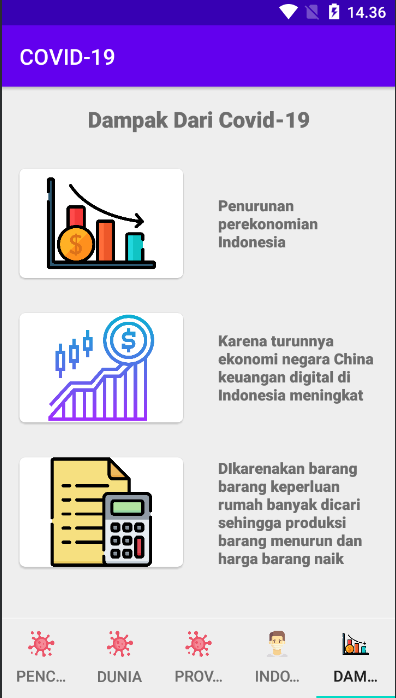 14.36
COVID-19
Dampak Dari Covid-19
Penurunan
perekonomian
Indonesia
Karena turunnya
ekonomi negara China
keuangan digital di
Indonesia meningkat
DIkarenakan barang
barang keperluan
rumah banyak dicari
sehingga produksi
barang menurun dan
harga barang naik
PENC... DUNIA PROV... INDO... DAM...